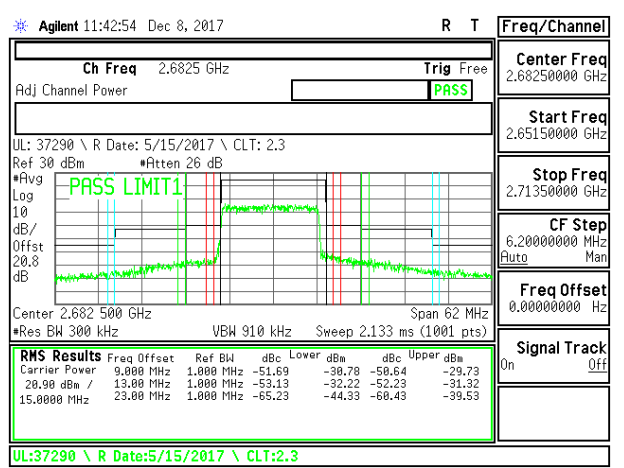 Agilent 11:42:54 Dec 8, 2017 R T
Freq/Channel
Ch Freq 2.6825 GHz Trig Free
Adj Channel Power PASS
UL: 37290 \ R Date: 5/15/2017 \ CLT: 2.3
Ref 30 dBm #Atten 26 dB
#Avg
Log
10
dB/
Offst
20.8
dB
PASS LIMIT1
Center 2.682 500 GHz Span 62 MHz
#Res BW 300 kHz VBW 910 kHz Sweep 2.133 ms (1001 pts)
RMS Results Freq Offset Ref BW dBc Lower dBm dBc Upper dBm
Carrier Power 9.000 MHz 1.000 MHz -51.69 -30.78 -50.64 -29.73
20.90 dBm / 13.00 MHz 1.000 MHz -53.13 -32.22 -52.23 -31.32
15.0000 MHz 23.00 MHz 1.000 MHz -65.23 -44.33 -60.43 -39.53
UL:37290 \ R Date:5/15/2017 \ CLT:2.3
Center Freq
2.68250000 GHz
Start Freq
2.65150000 GHz
Stop Freq
2.71350000 GHz
CF Step
6.20000000 MHz
Auto Man
Freq Offset
0.00000000 Hz
Signal Track
On Off